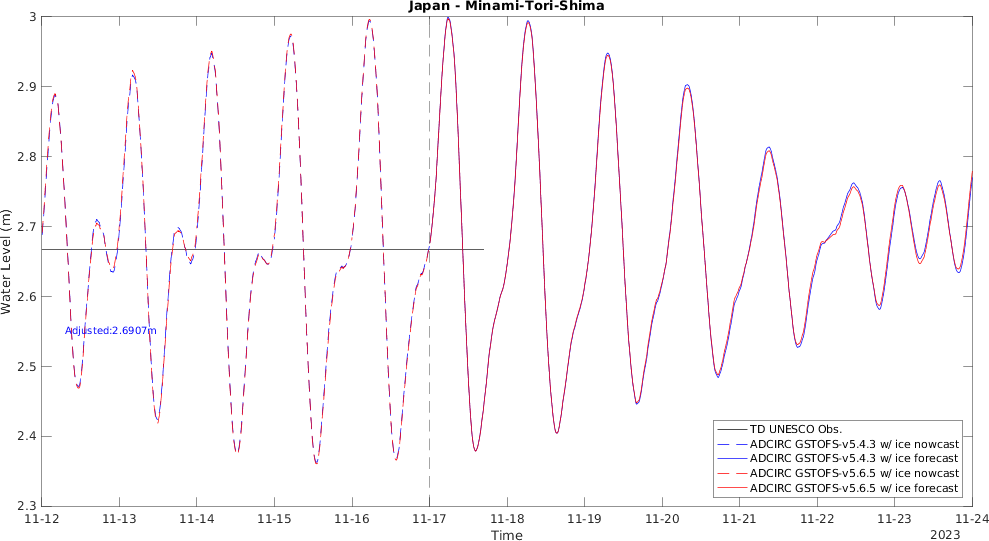 Japan - Minami-Tori-Shima
Water Level (m)
3
2.9
2.8
2.7
2.6
2.5
2.4
2.3
Adjusted:2.6907m
TD UNESCO Obs.
ADCIRC GSTOFS-v5.4.3 w/ ice nowcast
ADCIRC GSTOFS-v5.4.3 w/ ice forecast
ADCIRC GSTOFS-v5.6.5 w/ ice nowcast
ADCIRC GSTOFS-v5.6.5 w/ ice forecast
11-12 11-13 11-14 11-15 11-16 11-17 11-18 11-19 11-20 11-21 11-22 11-23 11-24
Time
2023